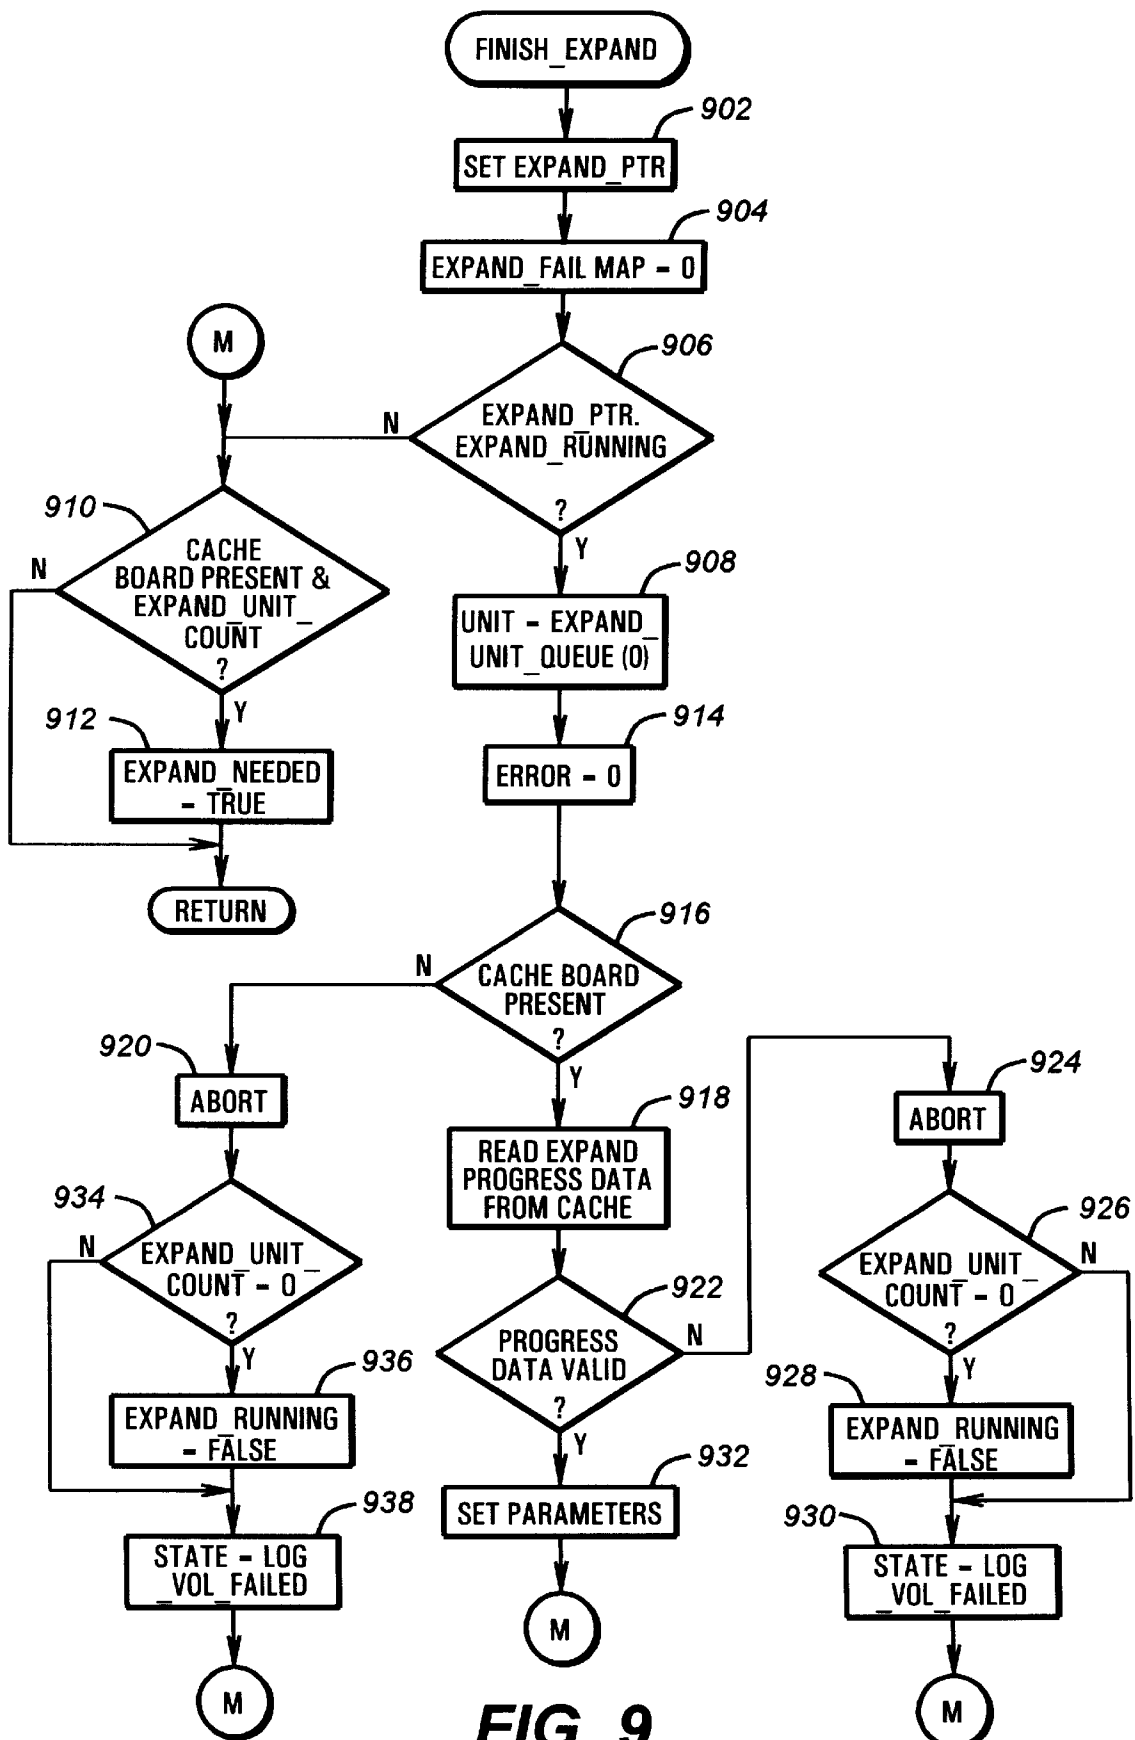 FINISH_EXPAND
902
SET EXPAND_PTR
904
EXPAND_FAIL MAP = 0
M
906
EXPAND_PTR.
EXPAND_RUNNING
?
N
Y
910
CACHE
BOARD PRESENT &
EXPAND_UNIT_
COUNT
?
N
Y
908
UNIT = EXPAND_
UNIT_QUEUE (0)
912
EXPAND_NEEDED
= TRUE
914
ERROR = 0
RETURN
916
CACHE BOARD
PRESENT
?
N
Y
920
ABORT
918
READ EXPAND
PROGRESS DATA
FROM CACHE
924
ABORT
934
EXPAND_UNIT_
COUNT = 0
?
N
Y
922
PROGRESS
DATA VALID
?
N
Y
926
EXPAND_UNIT_
COUNT = 0
?
N
Y
936
EXPAND_RUNNING
= FALSE
932
SET PARAMETERS
928
EXPAND_RUNNING
= FALSE
938
STATE = LOG
_VOL_FAILED
M
930
STATE = LOG
_VOL_FAILED
M
M
FIG. 9